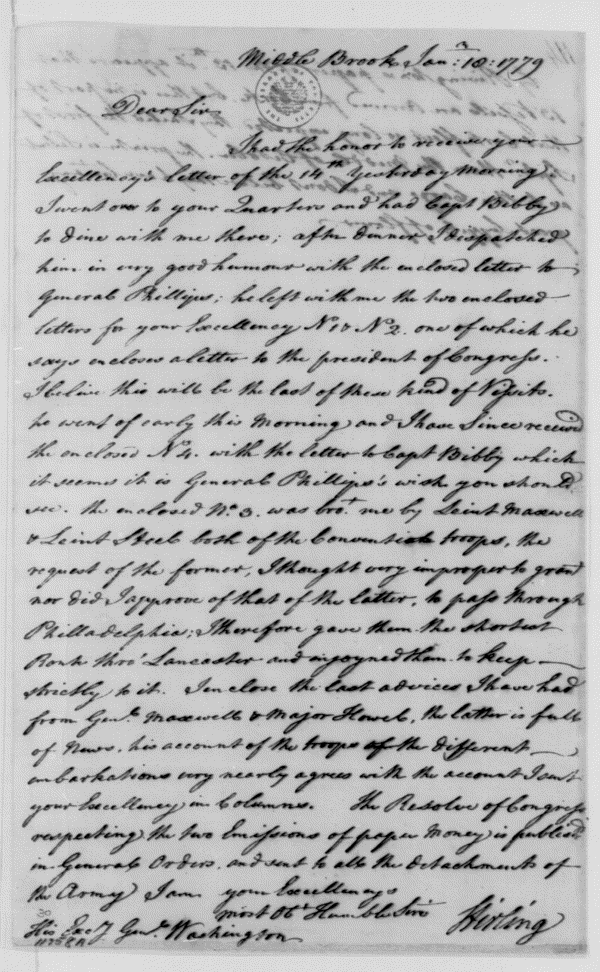 Middle Brook Jan: 18: 1779
Dear Sir
I had the honor to receive your
Excellency's letter of the 14th Yesterday Morning.
I went over to your Quarters and had Capt Bibby
to dine with me there; after dinner I dispatched
him in very good humour with the enclosed letter to
General Phillips; he left with me the two enclosed
letters for your Excellency No. 1 & No. 2. one of which he
says encloses a letter to the president of Congress.
I belive this will be the last of these kind of Vissits.
he went of early this Morning and I have Since received
the enclosed No. 4. with the letter to Capt Bibby which
it seems it is General Phillips's wish you should
see. the enclosed No. 3. was brot. me by Leint Maxwell
& Leint Steel both of the Convention troops, the
request of the former, I thought very improper to grant
nor did I approve of that of the latter, to pass through
Philladelphia; I therefore gave them the shortest
Rout thro' Lancaster and injoyned them to keep
strictly to it. I enclose the last advices I have had
from Genl. Maxwell & Major Howel, the latter is full
of News. his account of the troops of the different
embarkations very nearly agrees with the account I sent
your Excellency in Columns. The Resolve of Congress
respecting the two Emissions of paper Money is publised
in General Orders. and sent to all the detachments of
the Army I am your Excellency's
most Obt Humble Servt
Stirling
His Excy Genl. Washington